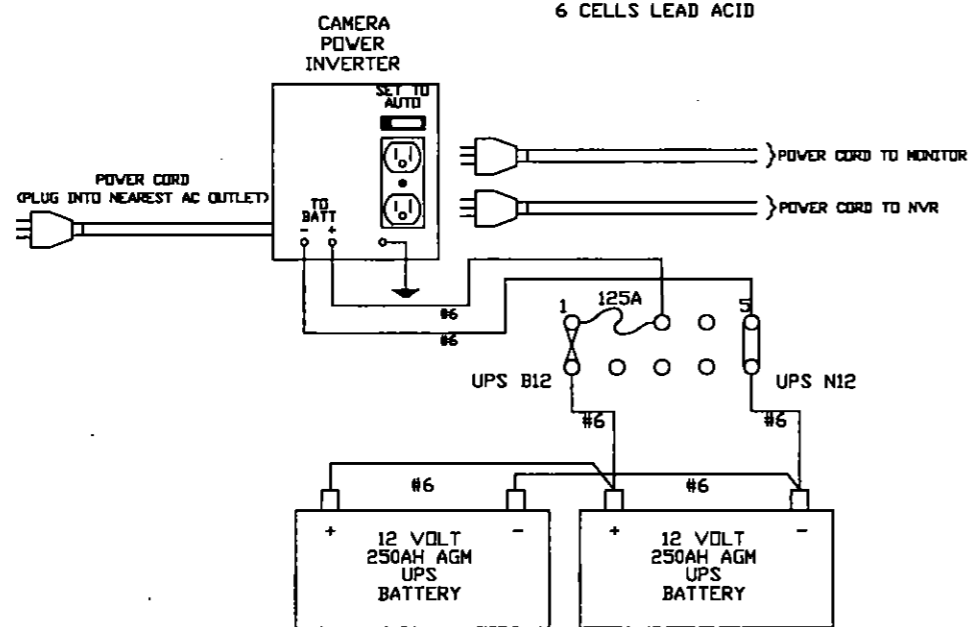 6 CELLS LEAD ACID
CAMERA
POWER
INVERTER
SET TO
AUTO
POWER CORD TO MONITOR
POWER CORD
(PLUG INTO NEAREST AC OUTLET)
TO
BATT
- +
POWER CORD TO NVR
#6
#6
1
125A
5
UPS B12
UPS N12
#6
#6
#6
#6
+ -
12 VOLT
250AH AGM
UPS
BATTERY
+ -
12 VOLT
250AH AGM
UPS
BATTERY